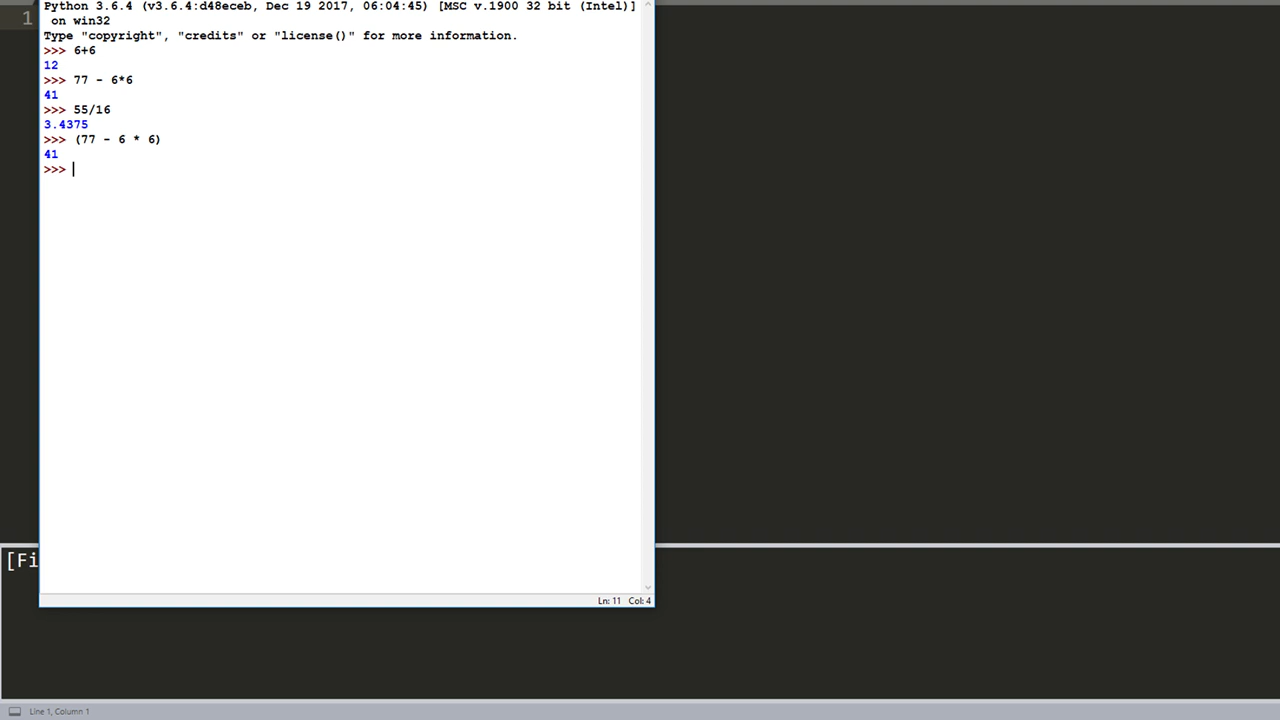 Python 3.6.4 (v3.6.4:d48eceb, Dec 19 2017, 06:04:45) [MSC v.1900 32 bit (Intel)]
on win32
Type "copyright", "credits" or "license()" for more information.
>>> 6+6
12
>>> 77 - 6*6
41
>>> 55/16
3.4375
>>> (77 - 6 * 6)
41
>>>
1
[Fi
Ln: 11 Col: 4
Line 1, Column 1